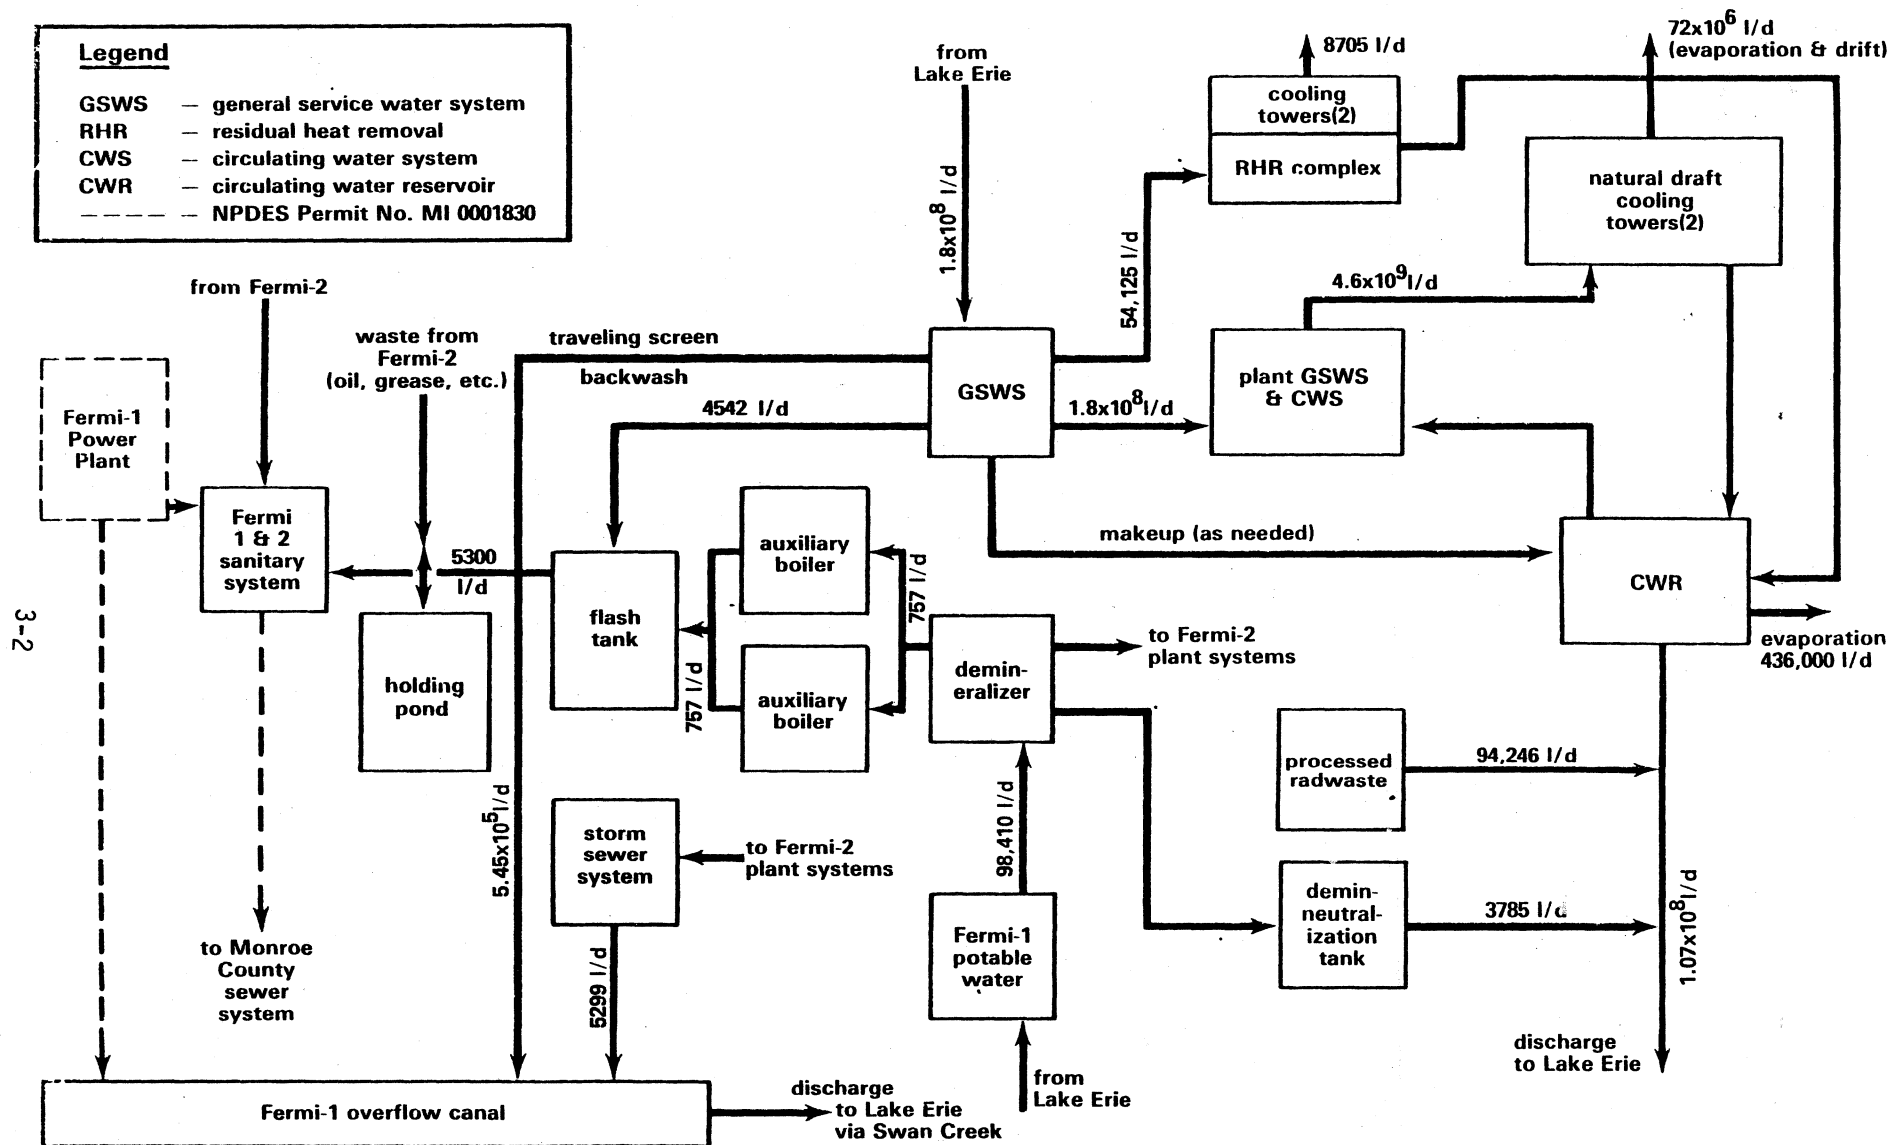 Legend
GSWS – general service water system
RHR – residual heat removal
CWS – circulating water system
CWR – circulating water reservoir
– – – – – NPDES Permit No. MI 0001830
from
Lake Erie
8705 l/d
72x10⁶ l/d
(evaporation & drift)
cooling
towers(2)
RHR complex
natural draft
cooling
towers(2)
1.8x10⁸ l/d
54,125 l/d
4.6x10⁹ l/d
from Fermi-2
waste from
Fermi-2
(oil, grease, etc.)
traveling screen
backwash
4542 l/d
GSWS
1.8x10⁸ l/d
plant GSWS
& CWS
Fermi-1
Power
Plant
Fermi
1 & 2
sanitary
system
5300
l/d
flash
tank
auxiliary
boiler
757 l/d
makeup (as needed)
CWR
evaporation
436,000 l/d
holding
pond
757 l/d
auxiliary
boiler
demin-
eralizer
to Fermi-2
plant systems
3-2
5.45x10⁵ l/d
storm
sewer
system
to Fermi-2
plant systems
98,410 l/d
processed
radwaste
94,246 l/d
demin-
neutral-
ization
tank
3785 l/d
1.07x10⁸ l/d
to Monroe
County
sewer
system
5299 l/d
Fermi-1
potable
water
discharge
to Lake Erie
Fermi-1 overflow canal
discharge
to Lake Erie
via Swan Creek
from
Lake Erie